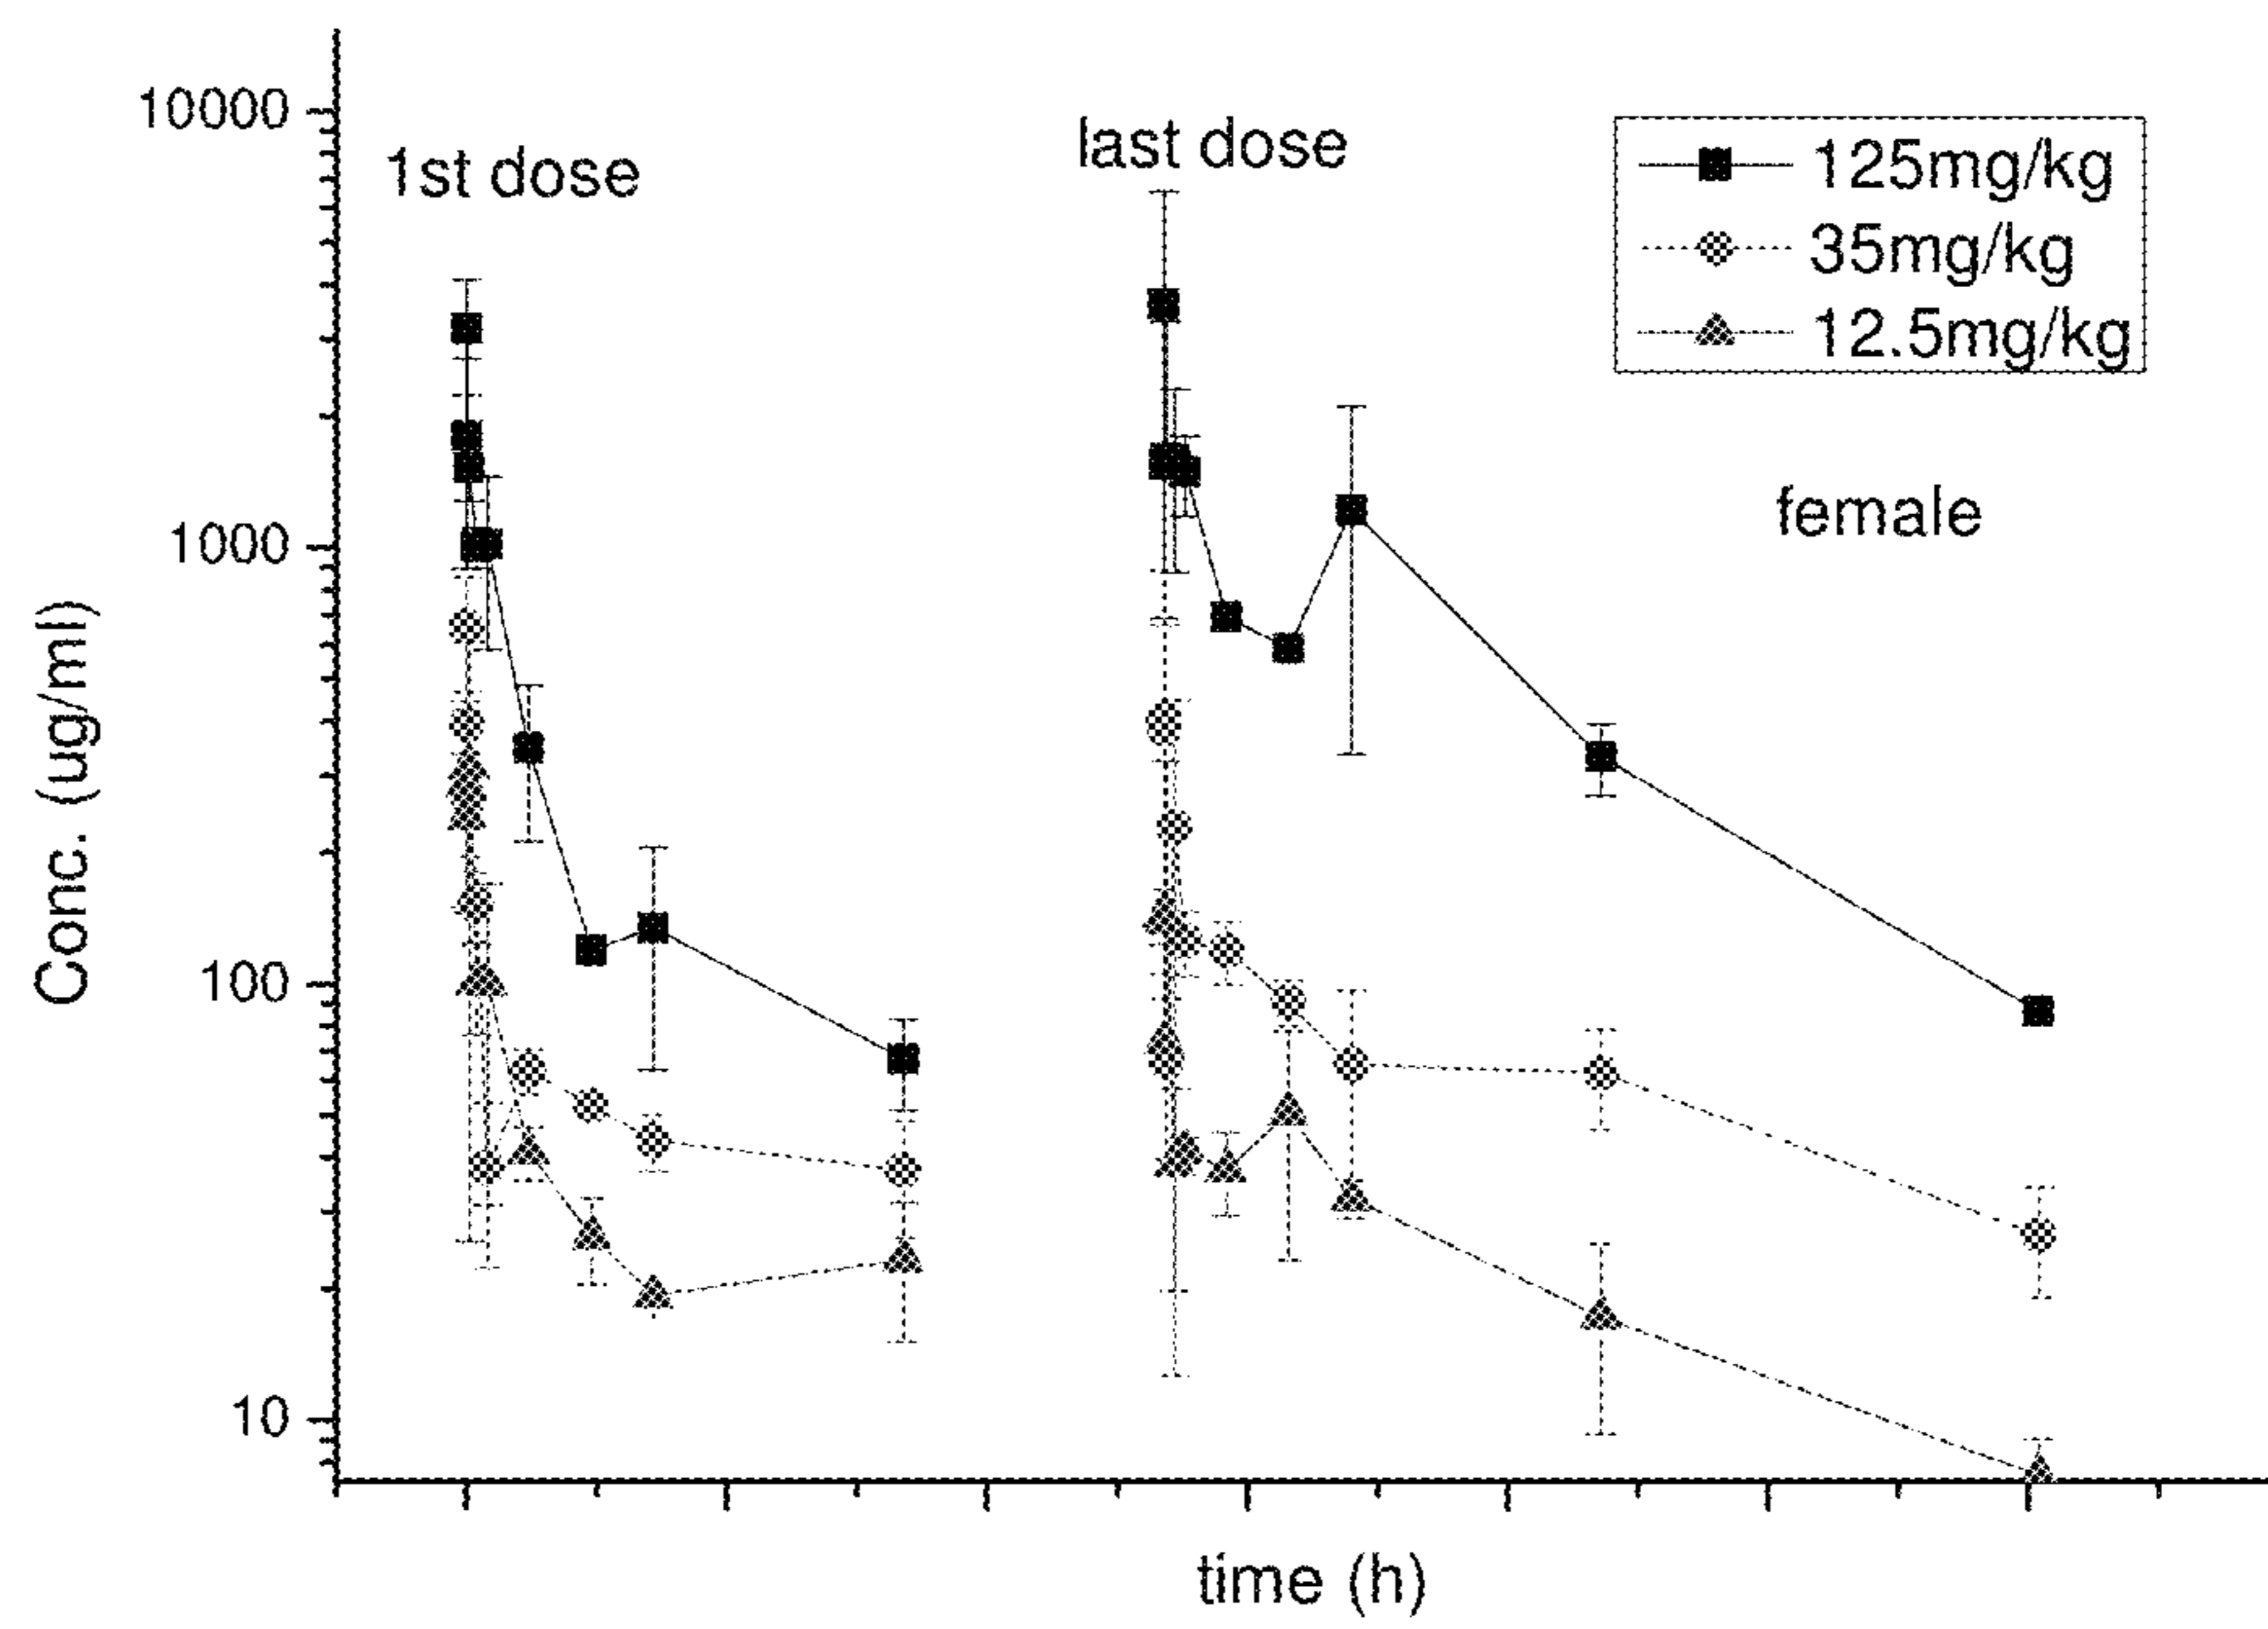 10000
1000
100
10
Conc. (ug/ml)
1st dose
last dose
125mg/kg
35mg/kg
12.5mg/kg
female
time (h)